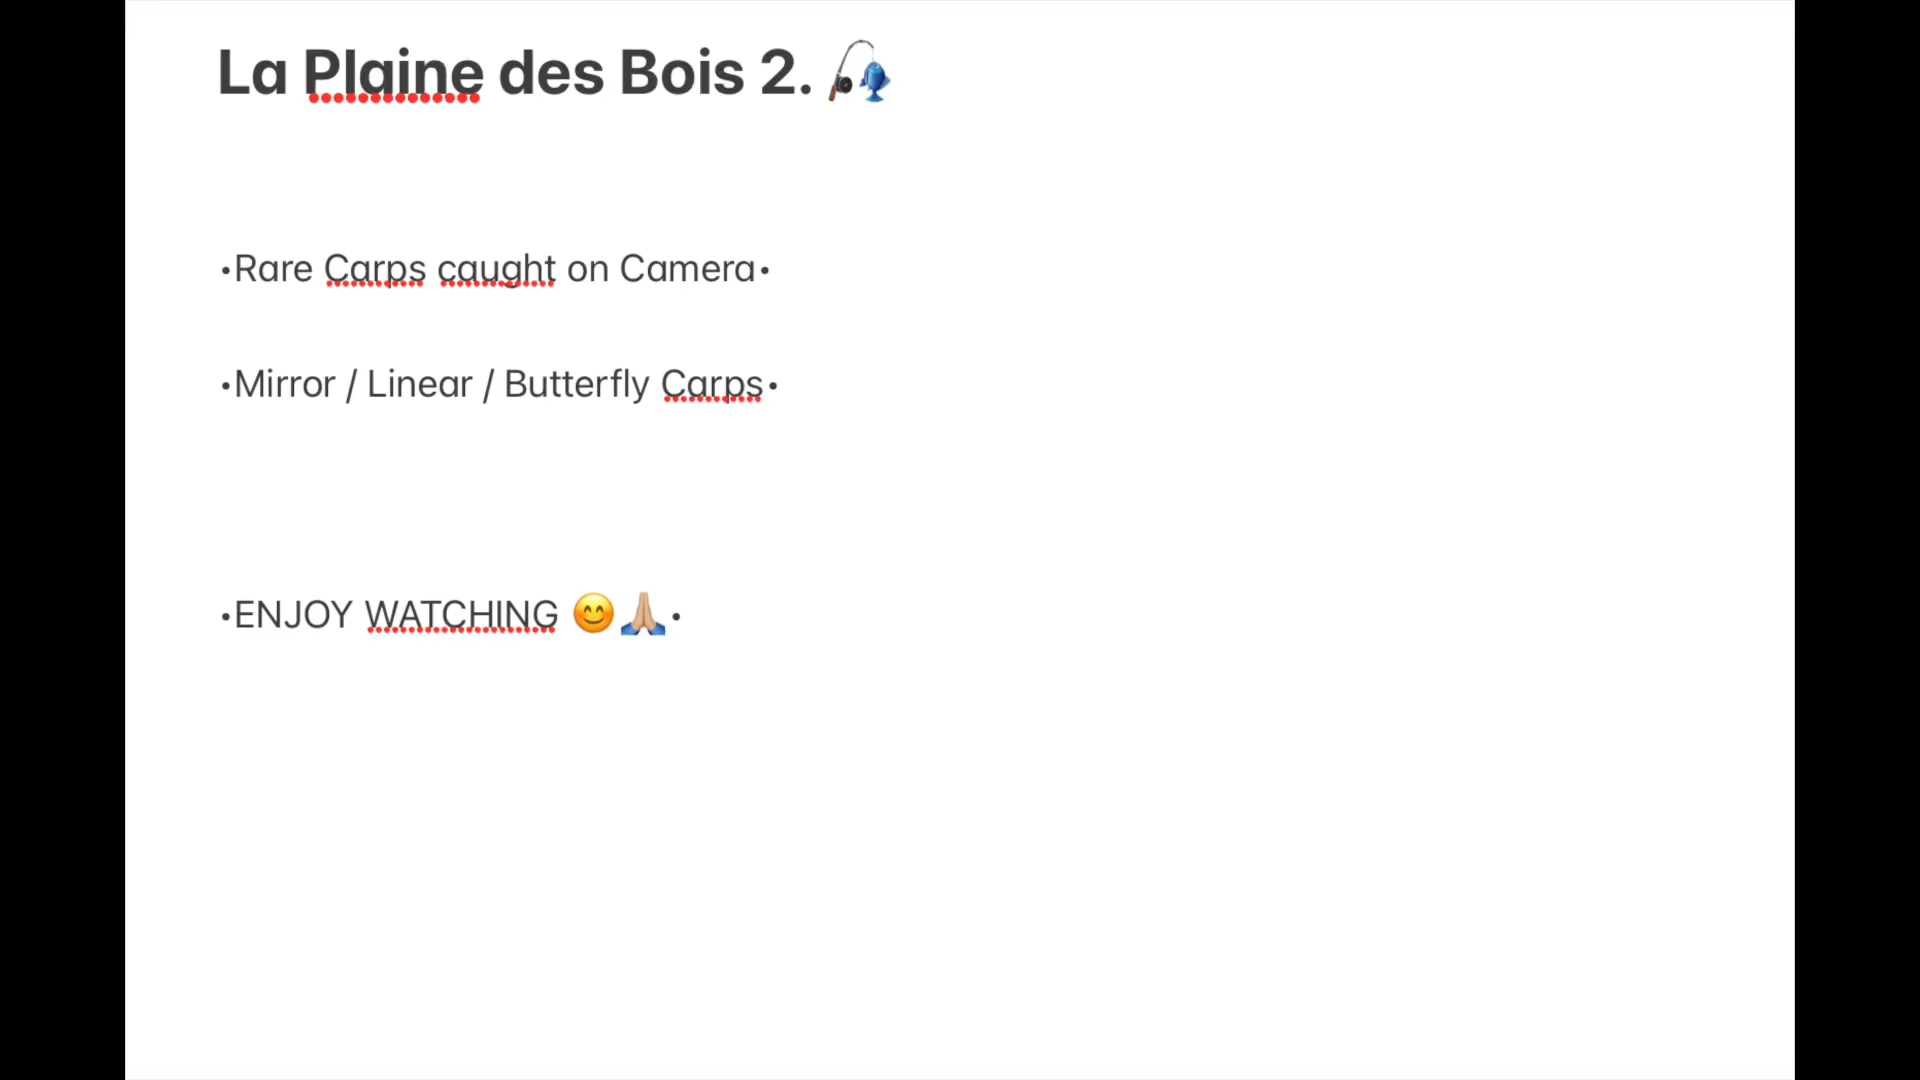 La Plaine des Bois 2. 🎣
•Rare Carps caught on Camera•
•Mirror / Linear / Butterfly Carps•
•ENJOY WATCHING 😊🙏🏼•